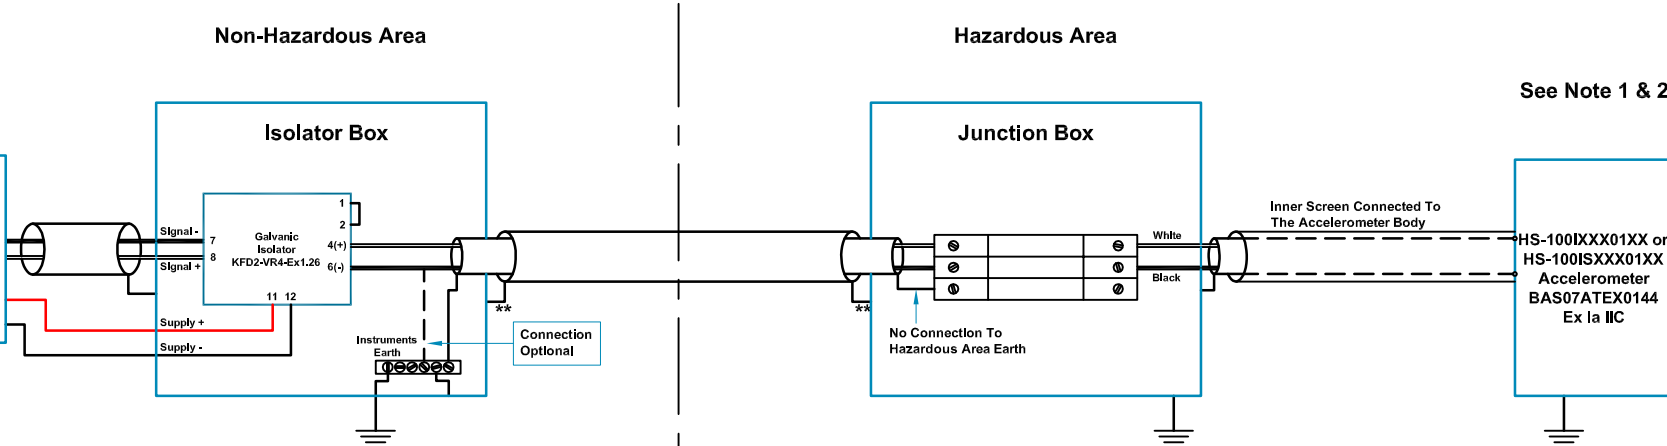 Non-Hazardous Area
Hazardous Area
See Note 1 & 2
Isolator Box
Junction Box
Signal -
7
8
Signal +
Galvanic
Isolator
KFD2-VR4-Ex1.26
1
2
4(+)
6(-)
11 12
Supply +
Supply -
Instruments
Earth
Connection
Optional
**
**
No Connection To
Hazardous Area Earth
White
Black
Inner Screen Connected To
The Accelerometer Body
HS-100IXXX01XX or
HS-100ISXXX01XX
Accelerometer
BAS07ATEX0144
Ex Ia IIC